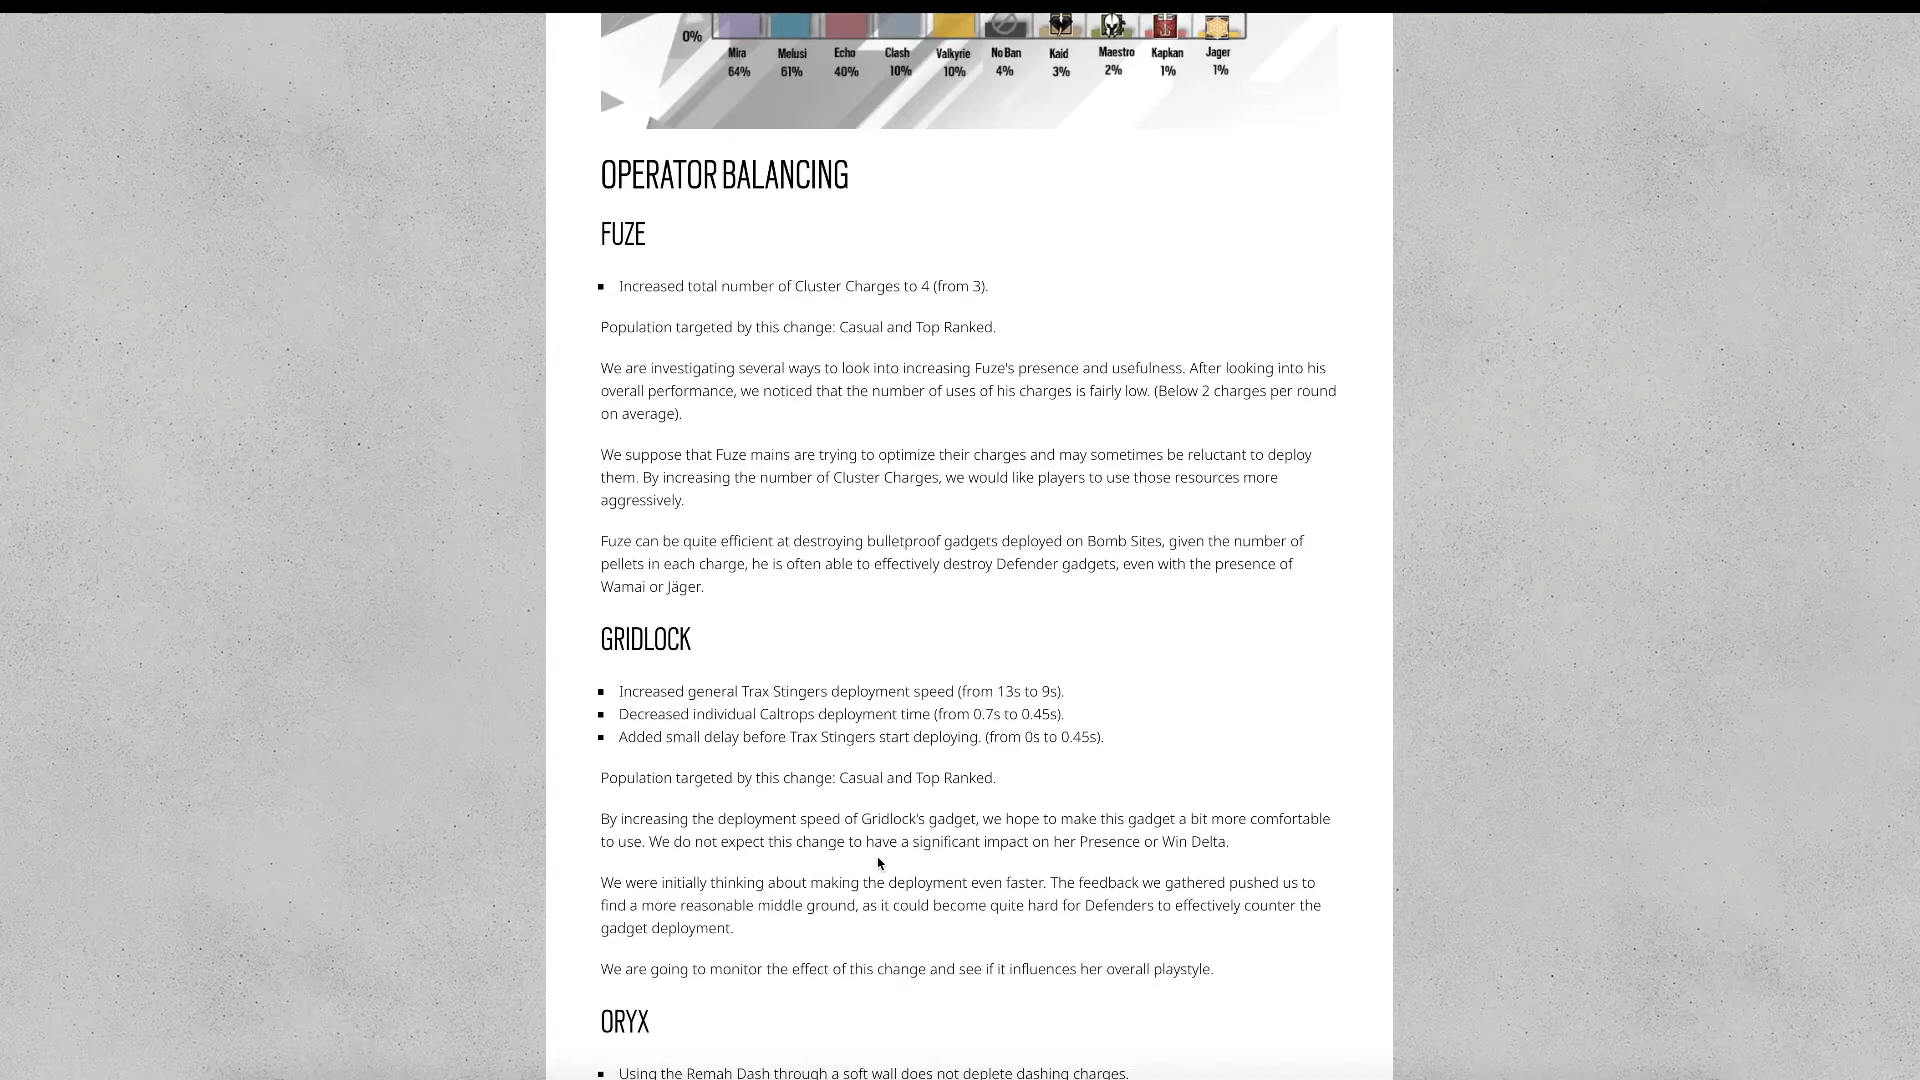 0%
Mira Melusi Echo Clash Valkyrie No Ban Kaid Maestro Kapkan Jager
64% 61% 40% 10% 10% 4% 3% 2% 1% 1%
OPERATOR BALANCING
FUZE
▪ Increased total number of Cluster Charges to 4 (from 3).
Population targeted by this change: Casual and Top Ranked.
We are investigating several ways to look into increasing Fuze's presence and usefulness. After looking into his
overall performance, we noticed that the number of uses of his charges is fairly low. (Below 2 charges per round
on average).
We suppose that Fuze mains are trying to optimize their charges and may sometimes be reluctant to deploy
them. By increasing the number of Cluster Charges, we would like players to use those resources more
aggressively.
Fuze can be quite efficient at destroying bulletproof gadgets deployed on Bomb Sites, given the number of
pellets in each charge, he is often able to effectively destroy Defender gadgets, even with the presence of
Wamai or Jäger.
GRIDLOCK
▪ Increased general Trax Stingers deployment speed (from 13s to 9s).
▪ Decreased individual Caltrops deployment time (from 0.7s to 0.45s).
▪ Added small delay before Trax Stingers start deploying. (from 0s to 0.45s).
Population targeted by this change: Casual and Top Ranked.
By increasing the deployment speed of Gridlock's gadget, we hope to make this gadget a bit more comfortable
to use. We do not expect this change to have a significant impact on her Presence or Win Delta.
We were initially thinking about making the deployment even faster. The feedback we gathered pushed us to
find a more reasonable middle ground, as it could become quite hard for Defenders to effectively counter the
gadget deployment.
We are going to monitor the effect of this change and see if it influences her overall playstyle.
ORYX
▪ Using the Remah Dash through a soft wall does not deplete dashing charges.